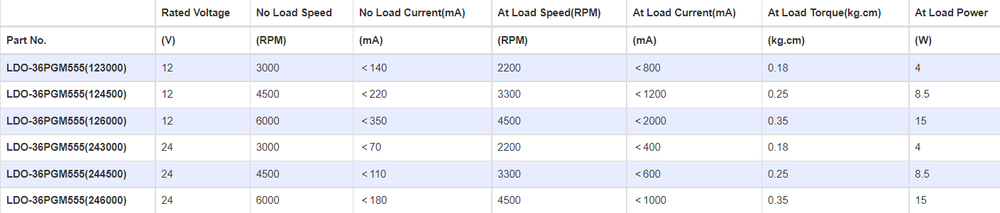 Rated Voltage No Load Speed No Load Current(mA) At Load Speed(RPM) At Load Current(mA) At Load Torque(kg.cm) At Load Power
Part No. (V) (RPM) (mA) (RPM) (mA) (kg.cm) (W)
LDO-36PGM555(123000) 12 3000 <140 2200 <800 0.18 4
LDO-36PGM555(124500) 12 4500 <220 3300 <1200 0.25 8.5
LDO-36PGM555(126000) 12 6000 <350 4500 <2000 0.35 15
LDO-36PGM555(243000) 24 3000 <70 2200 <400 0.18 4
LDO-36PGM555(244500) 24 4500 <110 3300 <600 0.25 8.5
LDO-36PGM555(246000) 24 6000 <180 4500 <1000 0.35 15